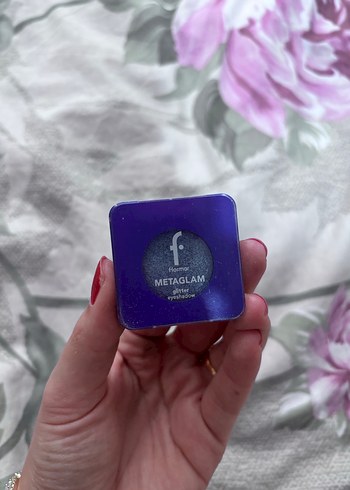 f
flormar
METAGLAM
glitter
eyeshadow